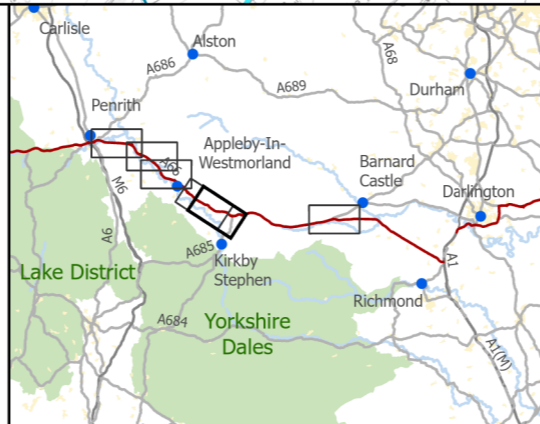 Carlisle
Alston
A68
A686
A689
Durham
Penrith
Appleby-In-
Westmorland
Barnard
Castle
A66
Darlington
M6
A6
A685
Kirkby
Stephen
A1
Lake District
Richmond
A684
Yorkshire
Dales
A1(M)